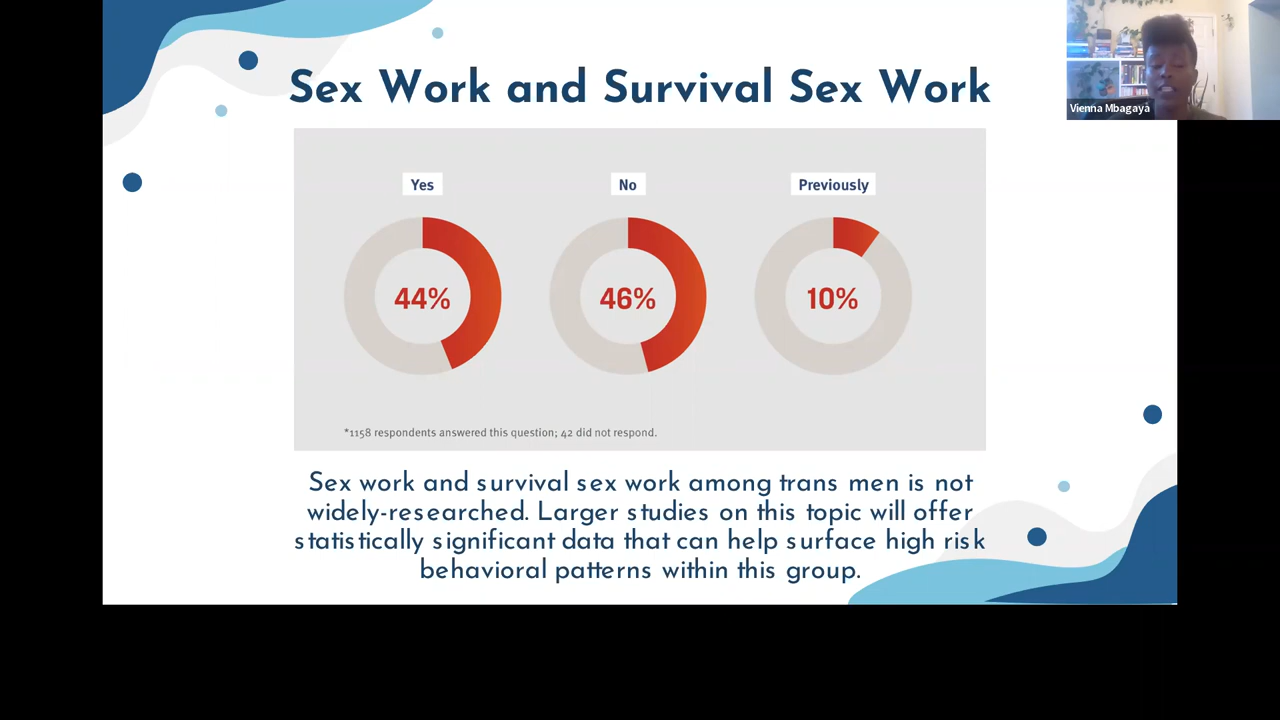 Sex Work and Survival Sex Work
Vienna Mbagaya
Yes
No
Previously
44%
46%
10%
*1158 respondents answered this question; 42 did not respond.
Sex work and survival sex work among trans men is not
widely-researched. Larger studies on this topic will offer
statistically significant data that can help surface high risk
behavioral patterns within this group.